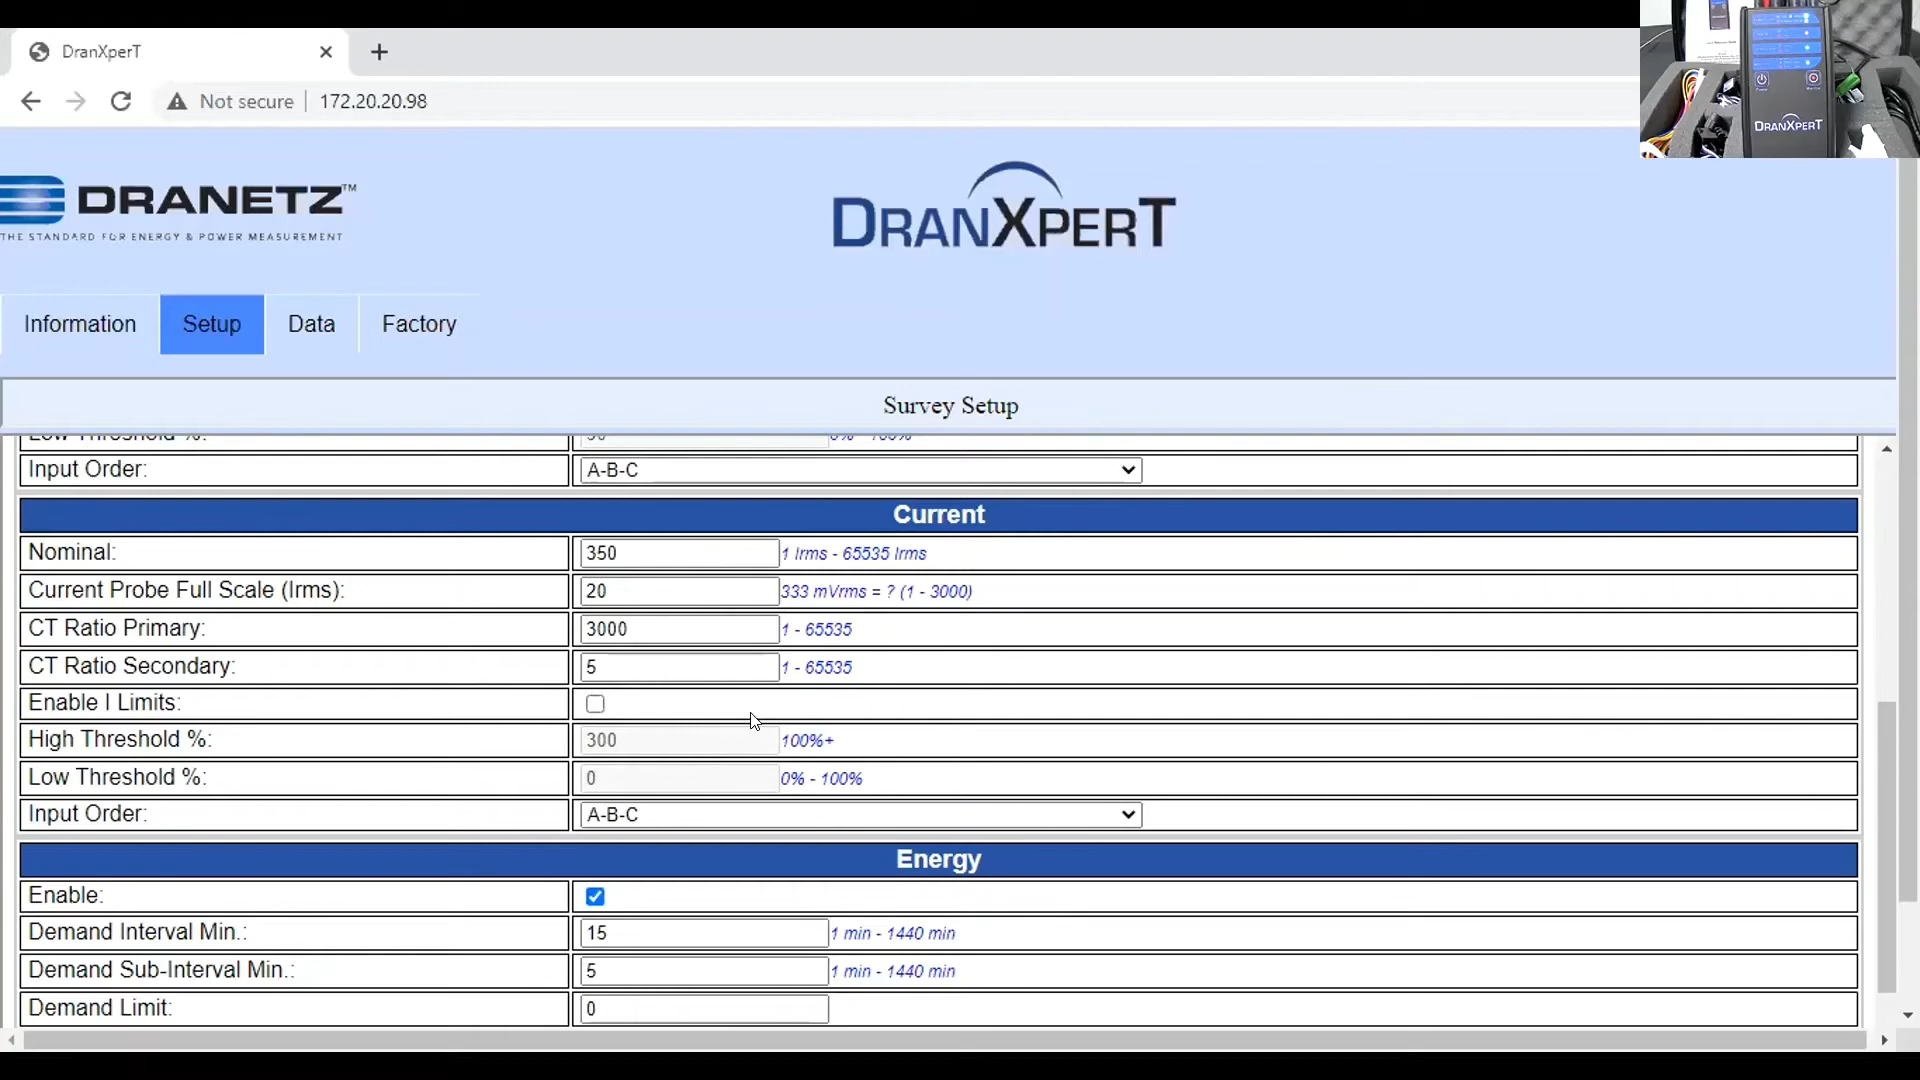 DranXperT
Not secure
172.20.20.98
DRANXPERT
DRANETZ™
THE STANDARD FOR ENERGY & POWER MEASUREMENT
DRANXPERT
Information
Setup
Data
Factory
Survey Setup
Low Threshold %:
Input Order:
A-B-C
Current
Nominal:
350
1 Irms - 65535 Irms
Current Probe Full Scale (Irms):
20
333 mVrms = ? (1 - 3000)
CT Ratio Primary:
3000
1 - 65535
CT Ratio Secondary:
5
1 - 65535
Enable I Limits:
High Threshold %:
300
100%+
Low Threshold %:
0
0% - 100%
Input Order:
A-B-C
Energy
Enable:
Demand Interval Min.:
15
1 min - 1440 min
Demand Sub-Interval Min.:
5
1 min - 1440 min
Demand Limit:
0